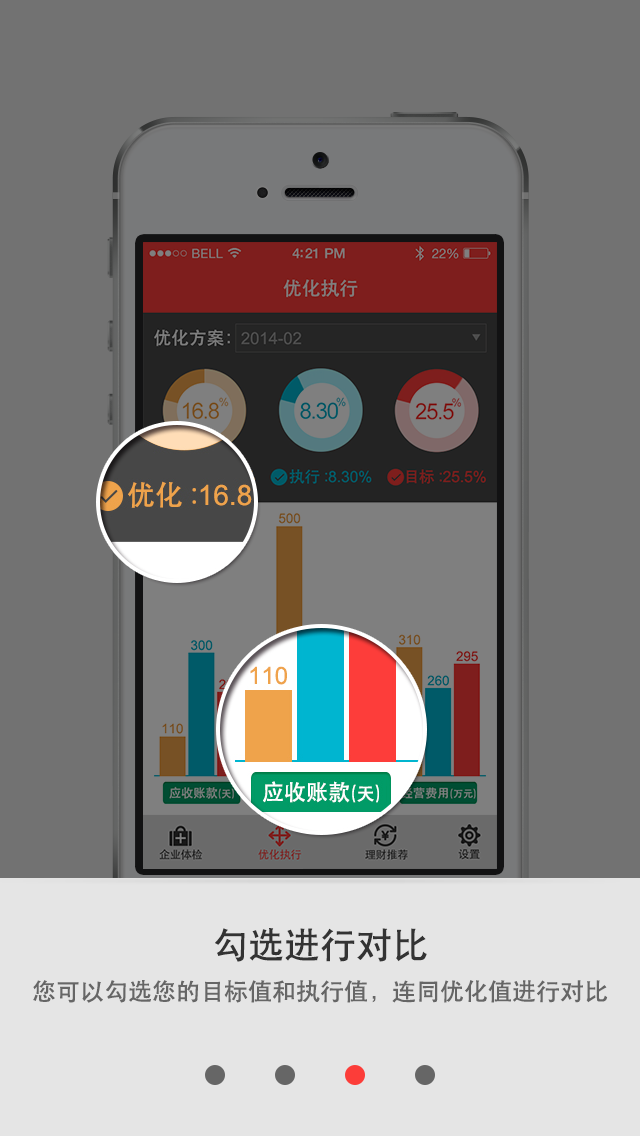 BELL 4:21 PM 22%
优化执行
优化方案: 2014-02
16.8% 8.30% 25.5%
优化 :16.8
执行 :8.30% 目标 :25.5%
500
300
310
295
260
110
110
应收账款(天)
应收账款(天)
营费用(万元)
企业体检 优化执行 理财推荐 设置
勾选进行对比
您可以勾选您的目标值和执行值，连同优化值进行对比